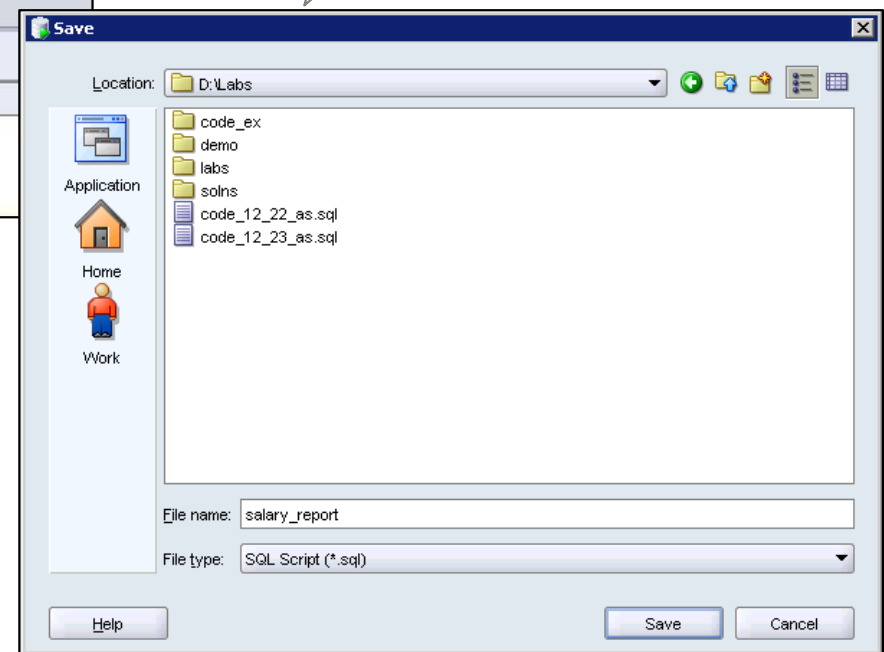 Save
Location: D:\Labs
code_ex
demo
labs
solns
code_12_22_as.sql
code_12_23_as.sql
Application
Home
Work
File name: salary_report
File type: SQL Script (*.sql)
Help Save Cancel